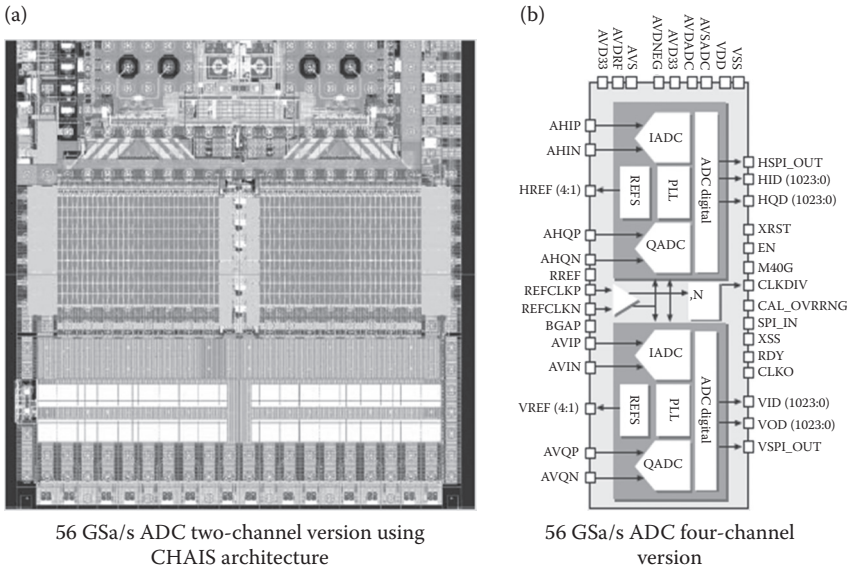 (a)
(b)
AVD33
AVDRF
AVS
AVDNEG
AVD33
AVDADC
AVSADC
VDD
VSS
AHIP
AHIN
HREF (4:1)
AHQP
AHQN
RREF
REFCLKP
REFCLKN
BGAP
AVIP
AVIN
VREF (4:1)
AVQP
AVQN
IADC
REFS
PLL
ADC digital
QADC
,N
IADC
REFS
PLL
ADC digital
QADC
HSPI_OUT
HID (1023:0)
HQD (1023:0)
XRST
EN
M40G
CLKDIV
CAL_OVRRNG
SPI_IN
XSS
RDY
CLKO
VID (1023:0)
VOD (1023:0)
VSPI_OUT
56 GSa/s ADC two-channel version using
CHAIS architecture
56 GSa/s ADC four-channel
version